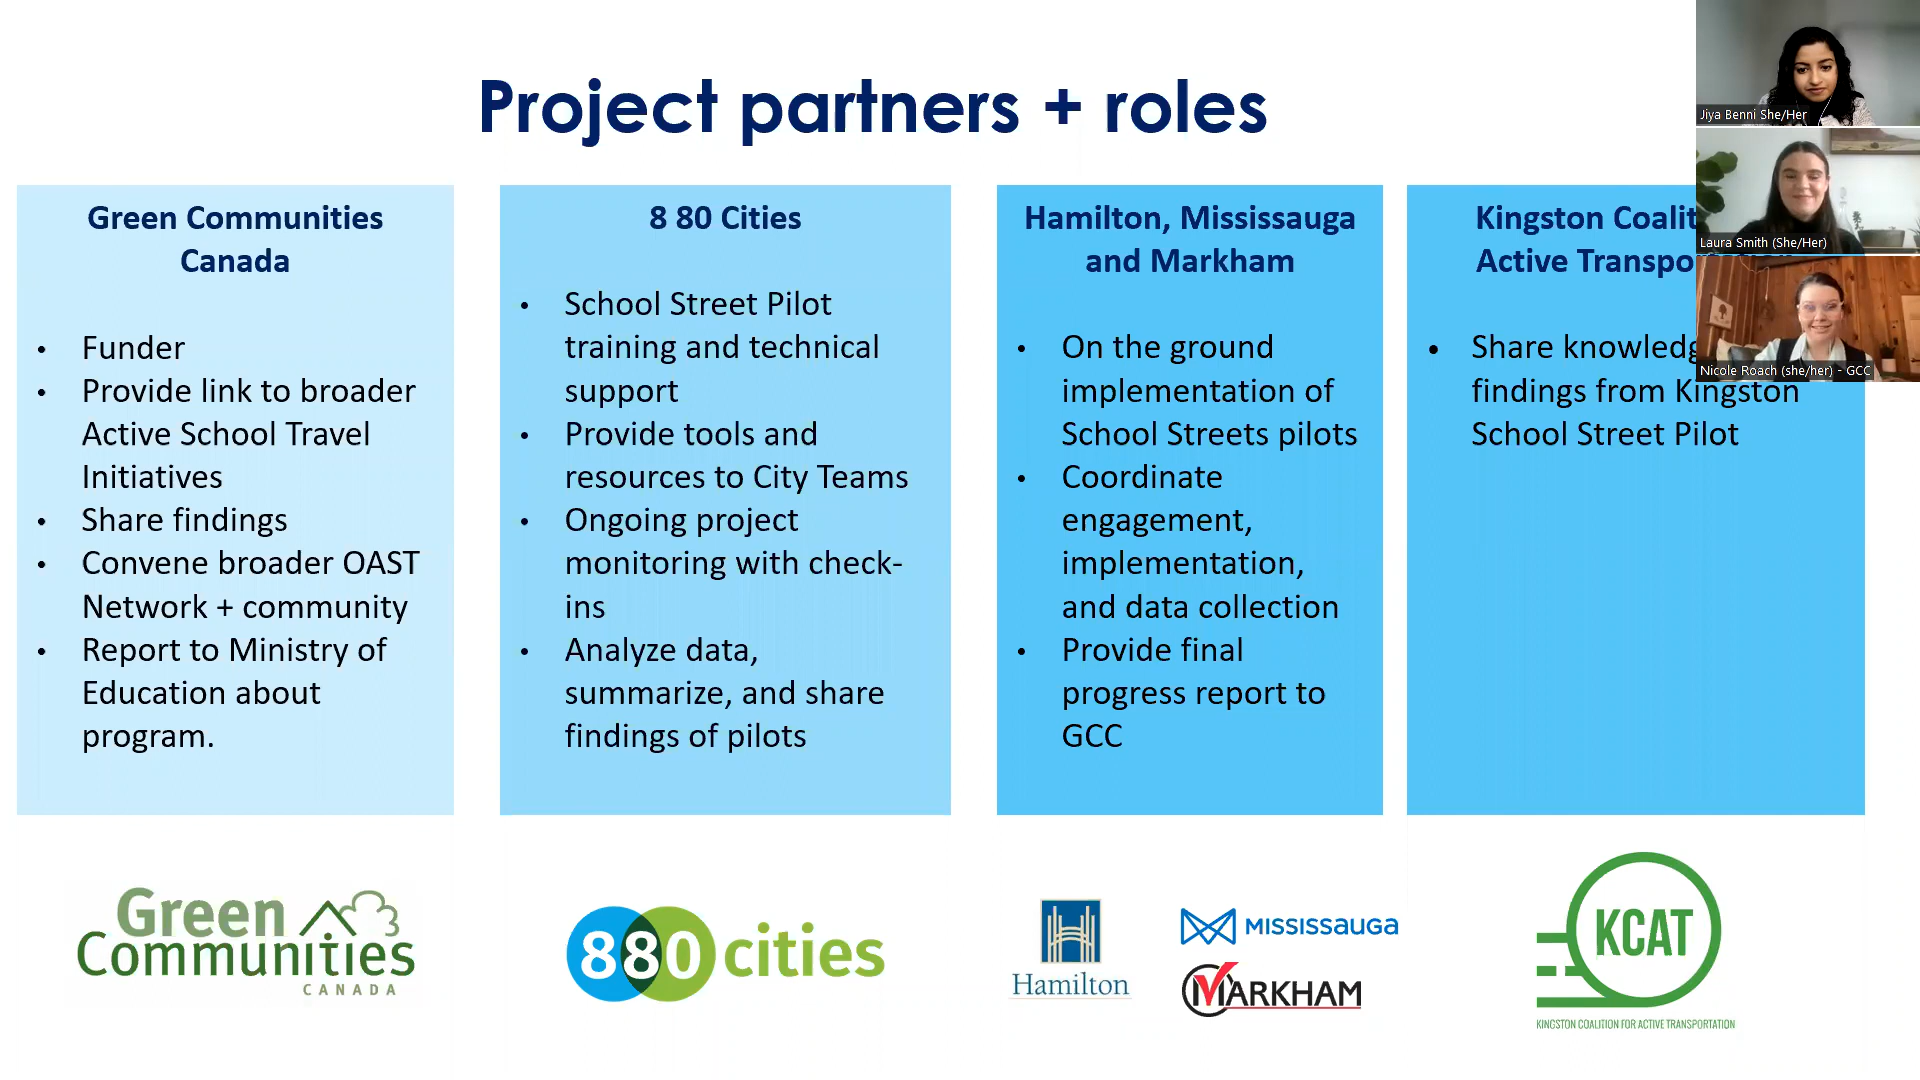 Project partners + roles
Green Communities
Canada
• Funder
• Provide link to broader
Active School Travel
Initiatives
• Share findings
• Convene broader OAST
Network + community
• Report to Ministry of
Education about
program.
8 80 Cities
• School Street Pilot
training and technical
support
• Provide tools and
resources to City Teams
• Ongoing project
monitoring with check-
ins
• Analyze data,
summarize, and share
findings of pilots
Hamilton, Mississauga
and Markham
• On the ground
implementation of
School Streets pilots
• Coordinate
engagement,
implementation,
and data collection
• Provide final
progress report to
GCC
Kingston
Active
• Share
findings from Kingston
School Street Pilot
Jiya Benni She/Her
Laura Smith (She/Her)
Nicole Roach (she/her) - GCC
Green
Communities
CANADA
880 cities
Hamilton
MISSISSAUGA
MARKHAM
KCAT
KINGSTON COALITION FOR ACTIVE TRANSPORTATION